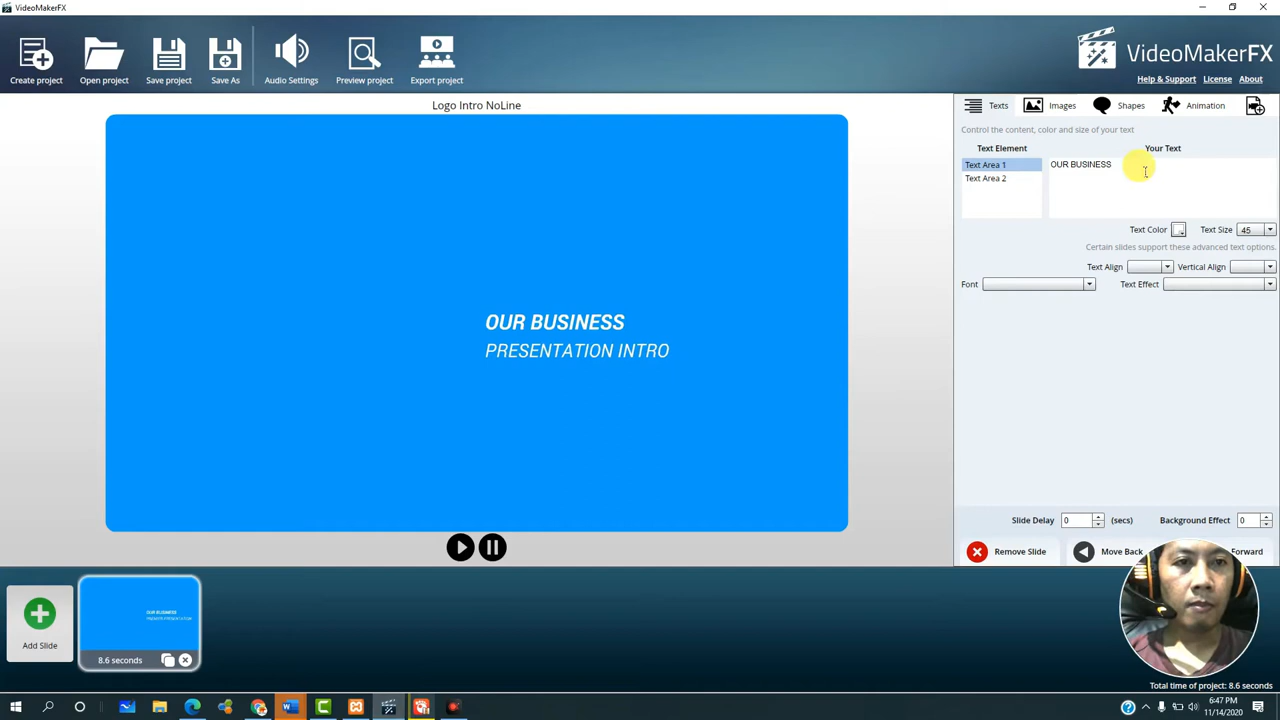 VideoMakerFX
Create project
Open project
Save project
Save As
Audio Settings
Preview project
Export project
VideoMakerFX
Help & Support
License
About
Logo Intro NoLine
Texts
Images
Shapes
Animation
Control the content, color and size of your text
Text Element
Your Text
Text Area 1
OUR BUSINESS
Text Area 2
Text Color
Text Size
45
Certain slides support these advanced text options.
Text Align
Vertical Align
Font
Text Effect
OUR BUSINESS
PRESENTATION INTRO
Slide Delay
0
(secs)
Background Effect
0
Remove Slide
Move Back
Forward
Add Slide
OUR BUSINESS
PRESENTATION INTRO
8.6 seconds
Total time of project: 8.6 seconds
6:47 PM
11/14/2020